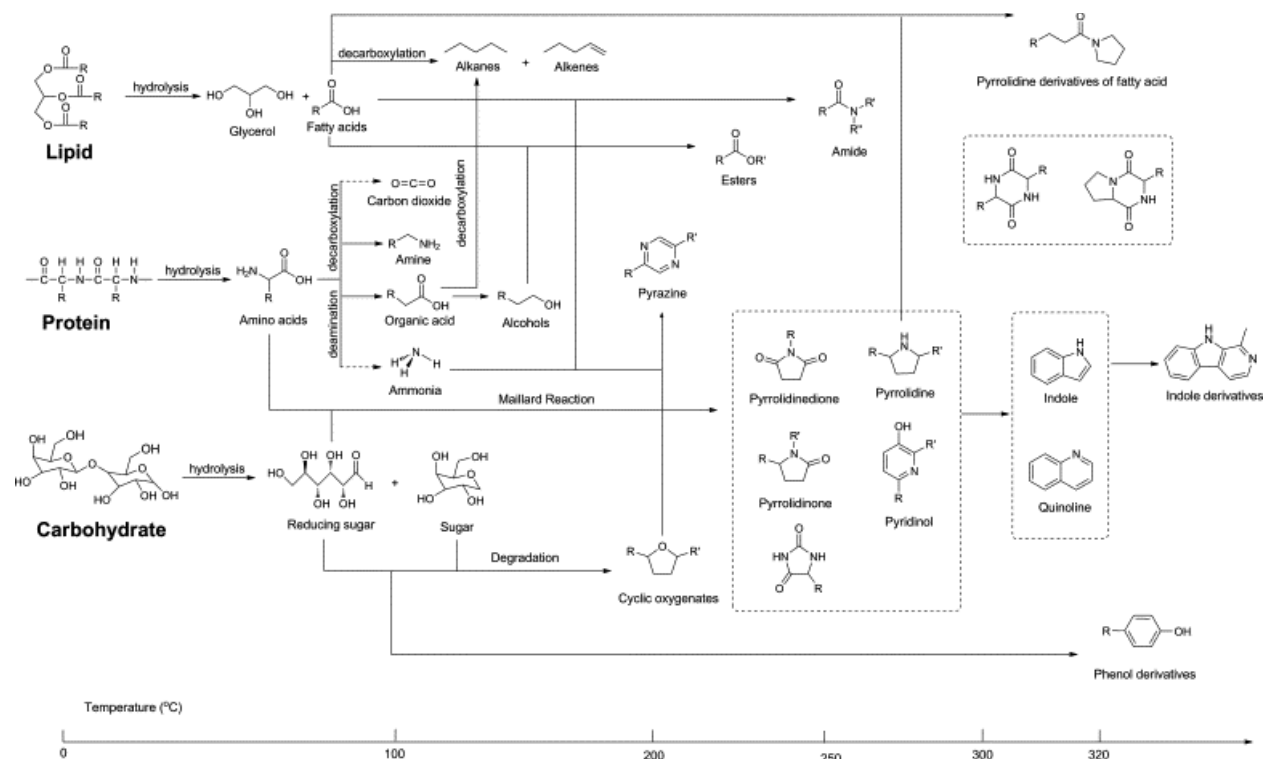 decarboxylation
Alkanes + Alkenes
Pyrrolidine derivatives of fatty acid
Lipid
hydrolysis
Glycerol
+
Fatty acids
Amide
Esters
decarboxylation
decarboxylation
O=C=O
Carbon dioxide
Amine
Protein
hydrolysis
Amino acids
Organic acid
Alcohols
deamination
Ammonia
Pyrazine
Maillard Reaction
Pyrrolidinedione
Pyrrolidine
Pyrrolidinone
Pyridinol
Indole
Indole derivatives
Quinoline
Carbohydrate
hydrolysis
Reducing sugar
+
Sugar
Degradation
Cyclic oxygenates
Phenol derivatives
Temperature (°C)
0 100 200 250 300 320